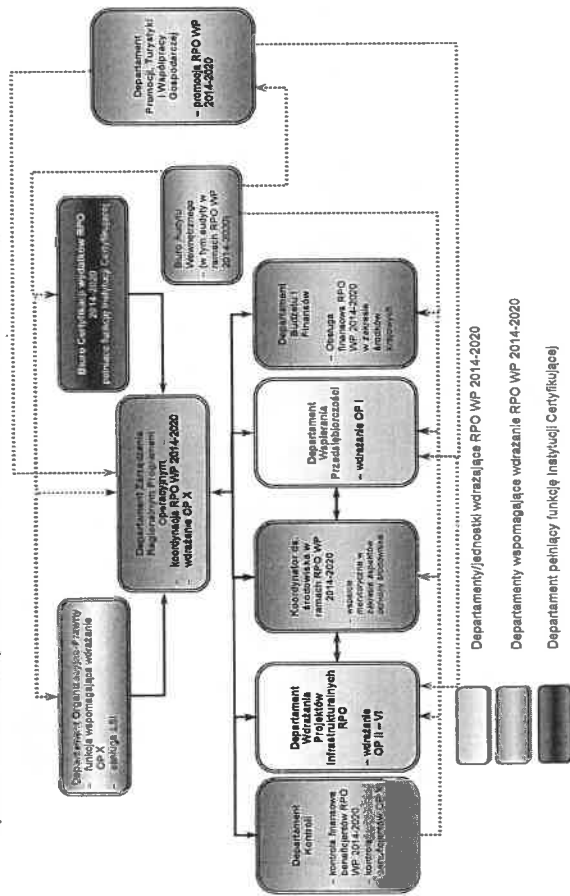 Departament Organizacyjno-Prawny
- funkcja wspomagająca wdrażanie
OP X
- obsługa LSI
Departament Zarządzania
Regionalnym Programem
Operacyjnym
- koordynacja RPO WP 2014-2020
- wdrażanie OP X
Biuro Certyfikacji wydatków RPO
2014-2020
pełniące funkcję Instytucji Certyfikującej
Departament
Promocji, Turystyki
i Współpracy
Gospodarczej
- promocja RPO WP
2014-2020
Biuro Audytu
Wewnętrznego
- (w tym audyty w
ramach RPO WP
2014-2020)
Departament
Kontroli
- kontrola finansowa
beneficjentów RPO
WP 2014-2020
- kontrola
beneficjentów OP X
Departament
Wdrażania
Projektów
Infrastrukturalnych
RPO
- wdrażanie
OP II – VI
Koordynator ds.
środowiska w
ramach RPO WP
2014-2020
- wsparcie
merytoryczne w
zakresie aspektów
ochrony środowiska
Departament
Wspierania
Przedsiębiorczości
- wdrażanie OP I
Departament
Budżetu i
Finansów
- Obsługa
finansowa RPO
WP 2014-2020
w zakresie
środków
krajowych
Departamenty/jednostki wdrażające RPO WP 2014-2020
Departamenty wspomagające wdrażanie RPO WP 2014-2020
Departament pełniący funkcję Instytucji Certyfikującej